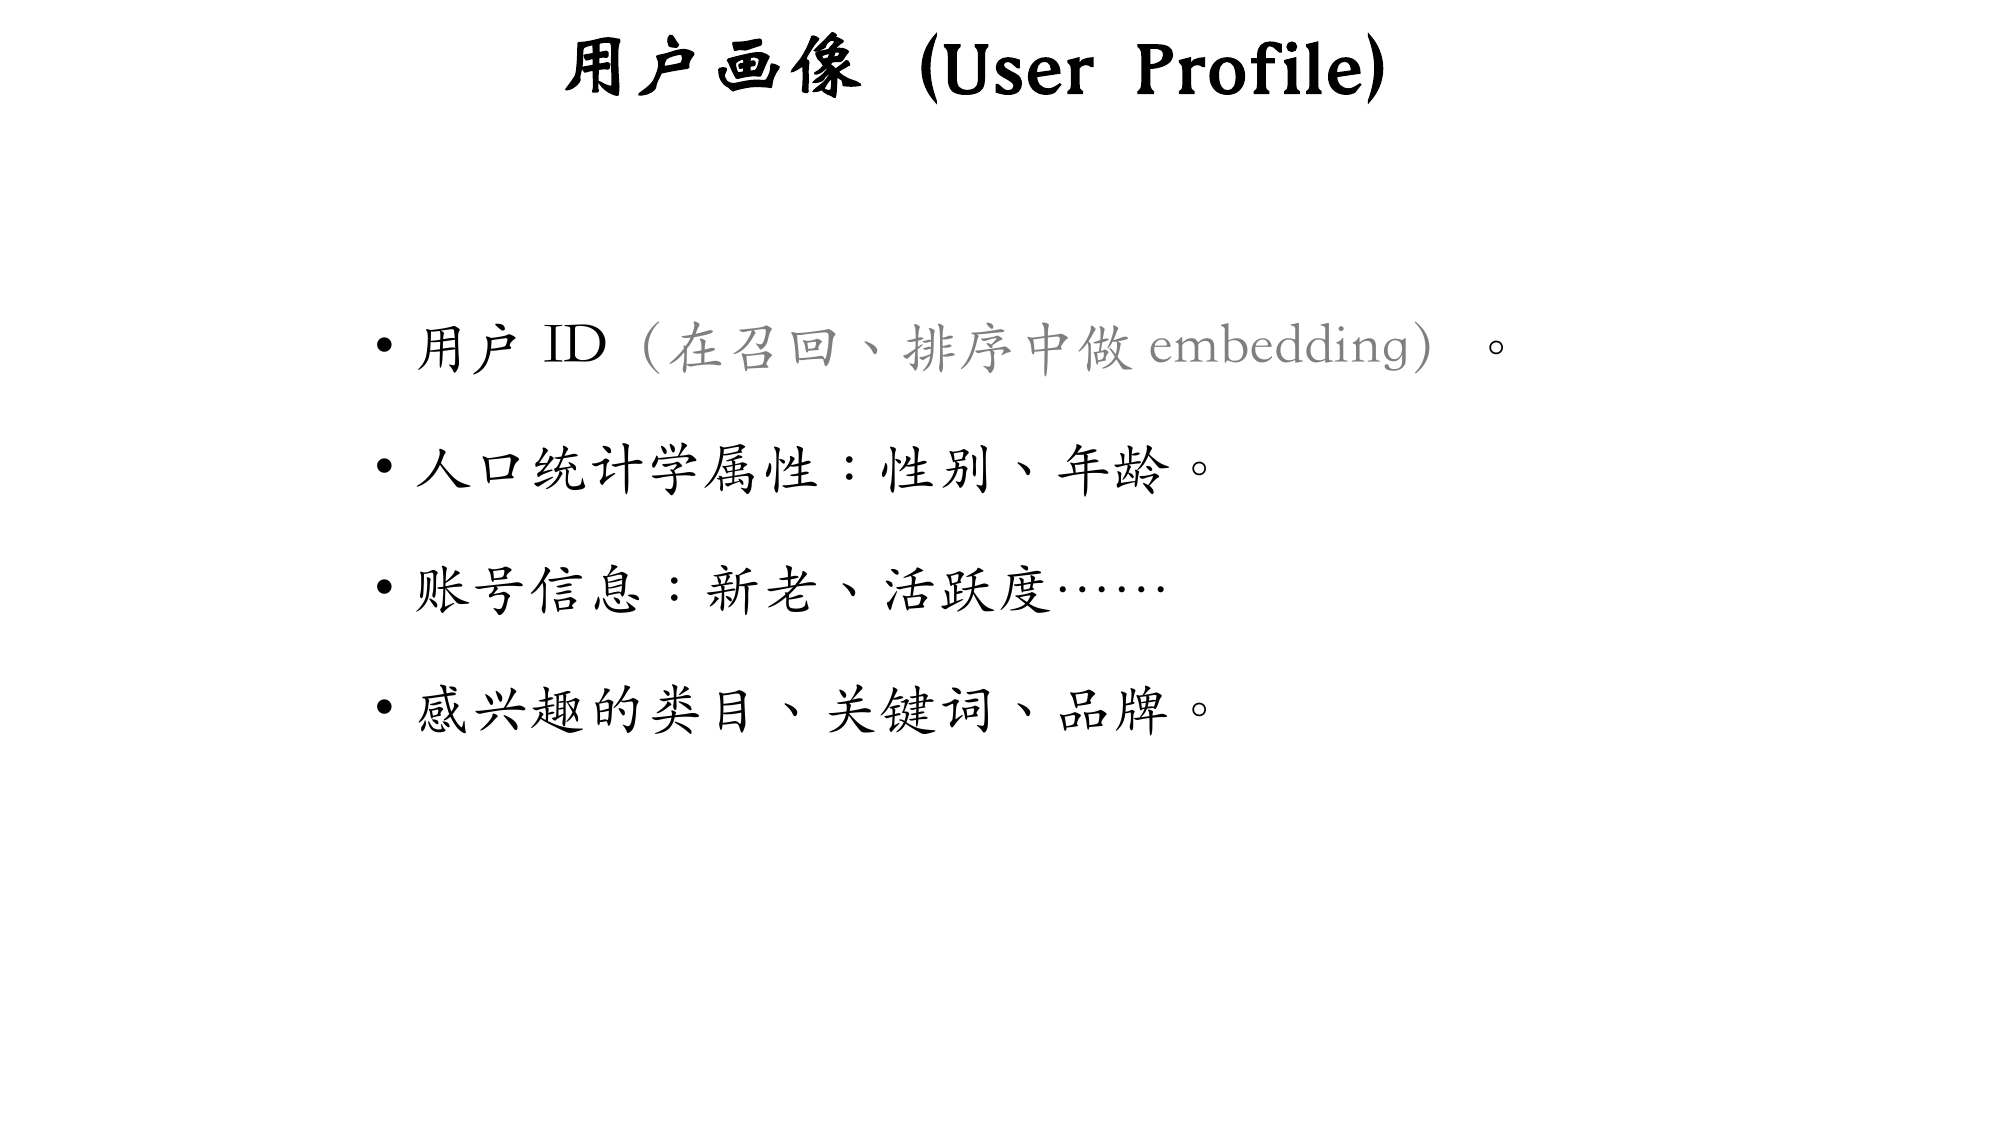 用户画像 (User Profile)
• 用户 ID（在召回、排序中做 embedding）。
• 人口统计学属性：性别、年龄。
• 账号信息：新老、活跃度……
• 感兴趣的类目、关键词、品牌。